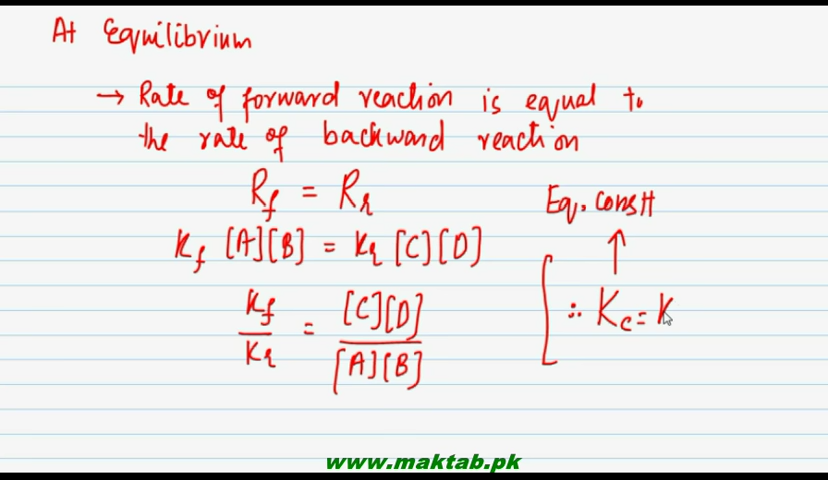 At Equilibrium
→ Rate of forward reaction is equal to
the rate of backward reaction
Rf = Rr
Kf [A][B] = Kr [C][D]
Kf / Kr = [C][D] / [A][B]
Eq. constt
↑
∴ Kc = K
www.maktab.pk